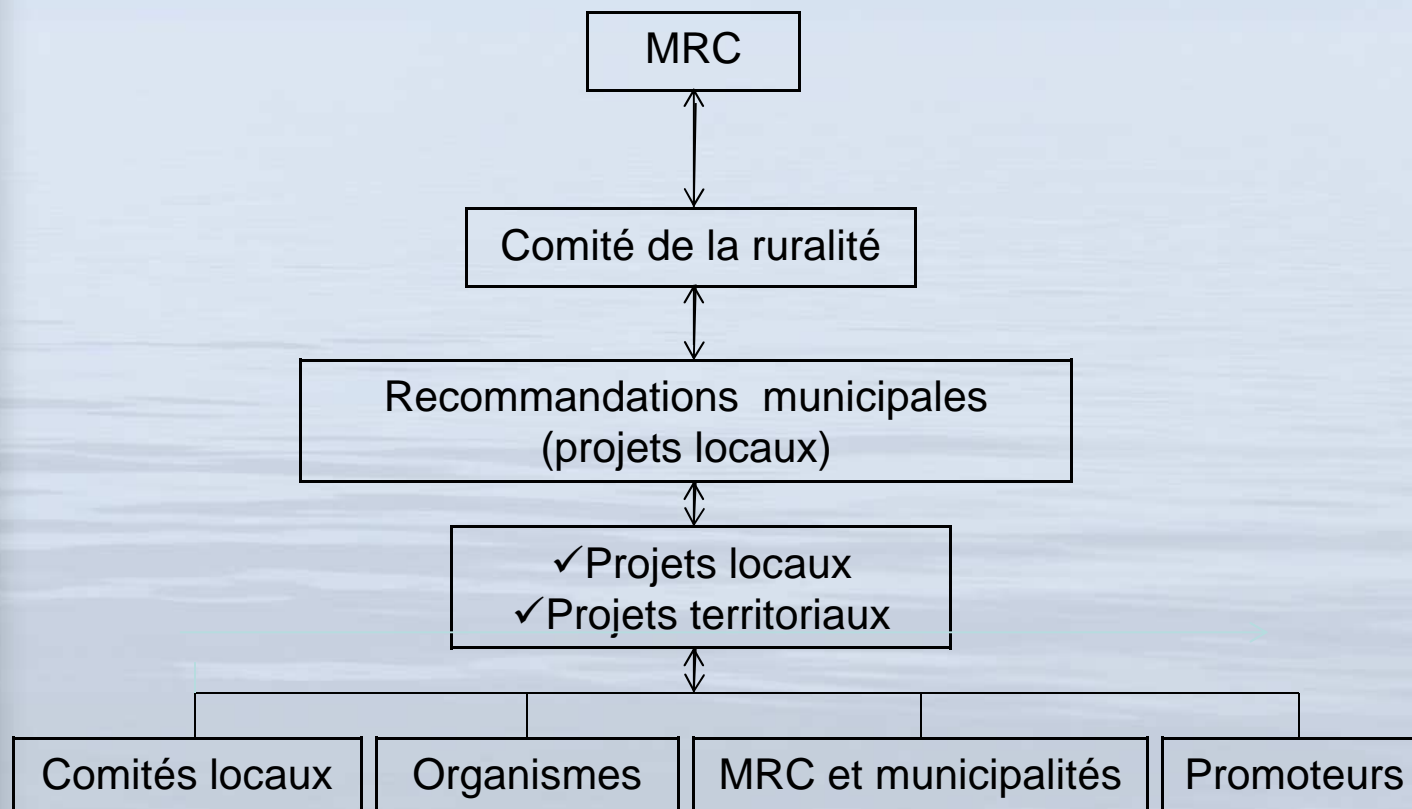 MRC
Comité de la ruralité
Recommandations municipales
(projets locaux)
✓Projets locaux
✓Projets territoriaux
Comités locaux
Organismes
MRC et municipalités
Promoteurs